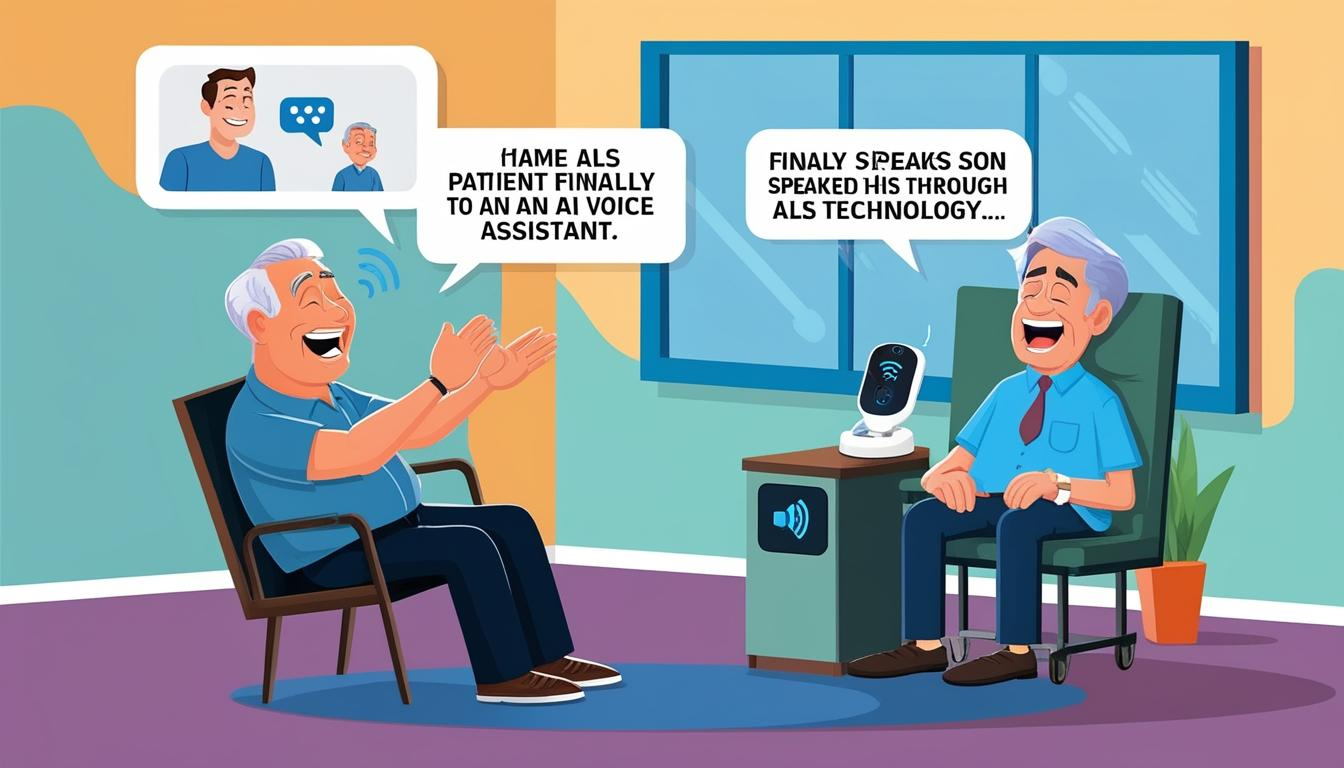 HAME ALS
PATIENT FINALLY
TO AN AN AI VOICE
ASSISTANT.
FINALY SPEAKS SON
SPEAKED HIS THROUGH
ALS TECHNOLOGY....